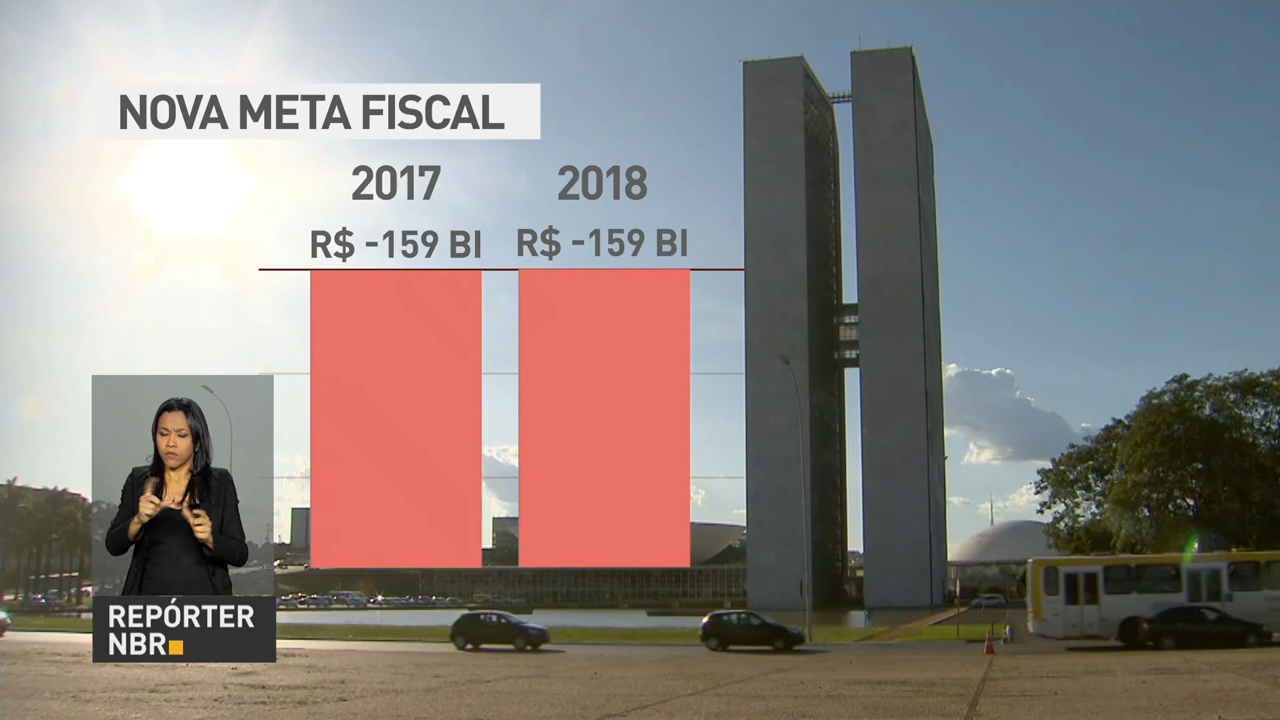 NOVA META FISCAL
2017 2018
R$ -159 BI R$ -159 BI
REPÓRTER
NBR